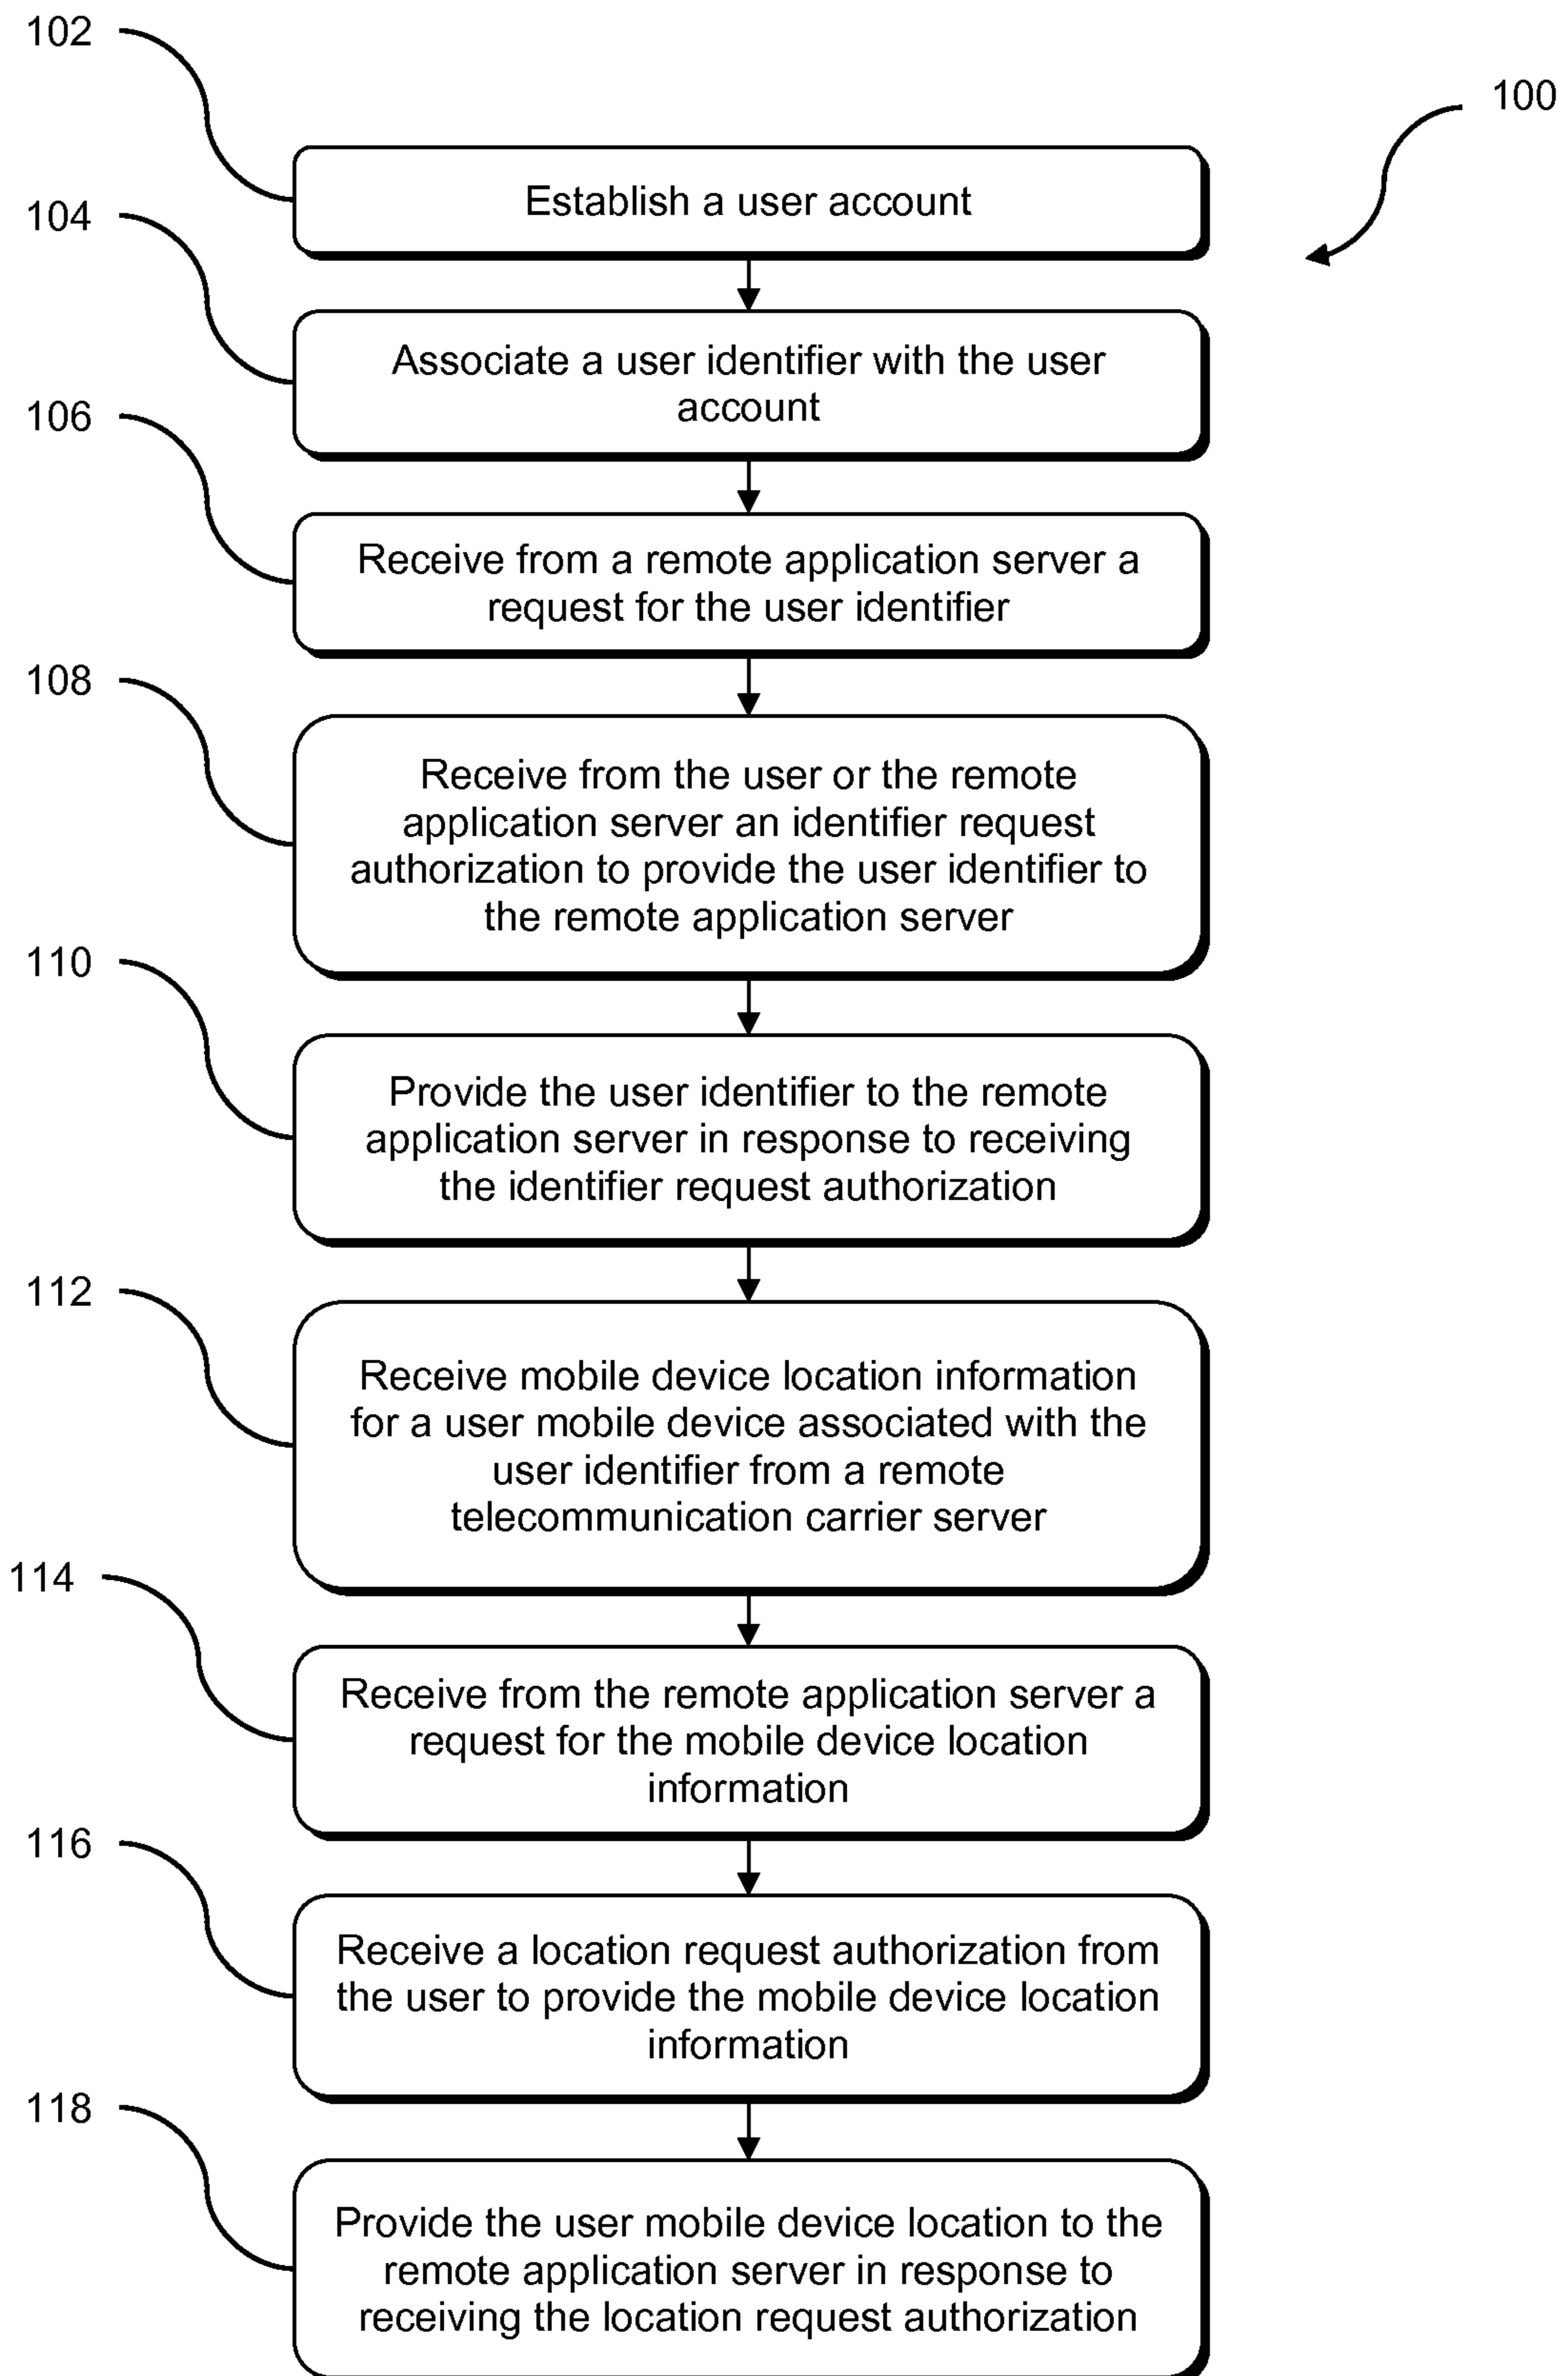 102
100
Establish a user account
104
Associate a user identifier with the user
account
106
Receive from a remote application server a
request for the user identifier
108
Receive from the user or the remote
application server an identifier request
authorization to provide the user identifier to
the remote application server
110
Provide the user identifier to the remote
application server in response to receiving
the identifier request authorization
112
Receive mobile device location information
for a user mobile device associated with the
user identifier from a remote
telecommunication carrier server
114
Receive from the remote application server a
request for the mobile device location
information
116
Receive a location request authorization from
the user to provide the mobile device location
information
118
Provide the user mobile device location to the
remote application server in response to
receiving the location request authorization